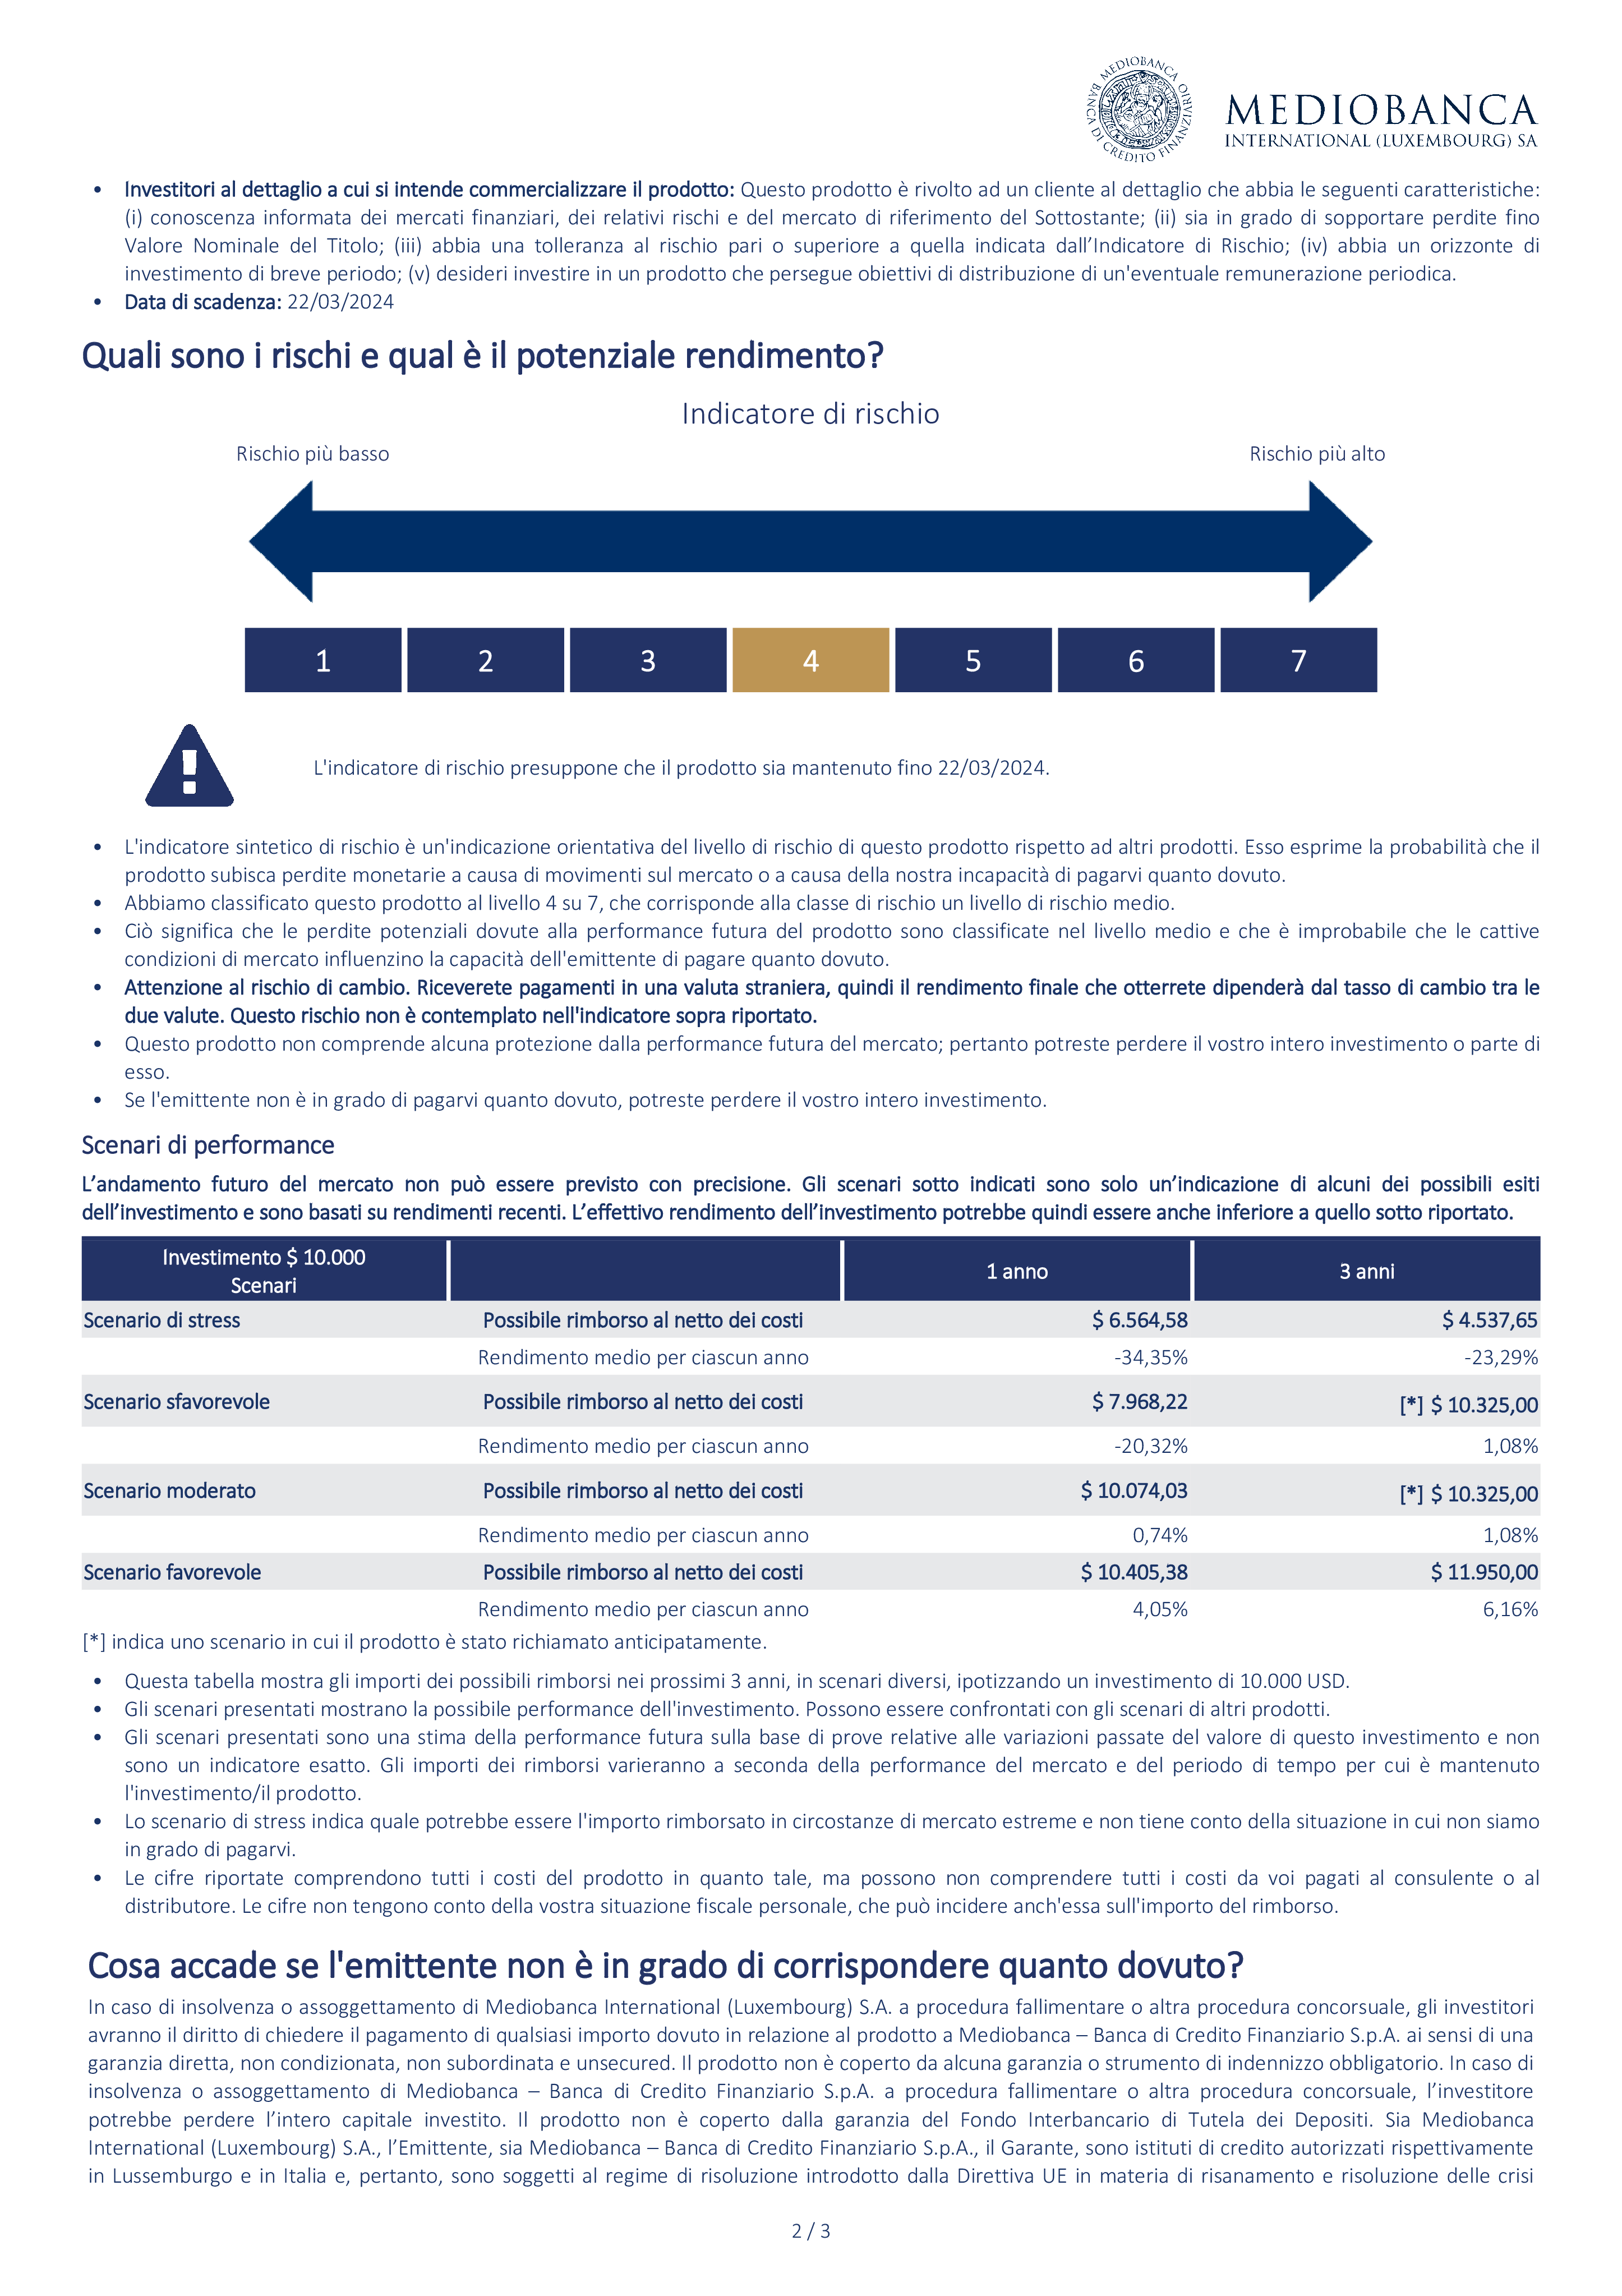 BANCA DI CREDITO FINANZIARIO MEDIOBANCA
MEDIOBANCA
INTERNATIONAL (LUXEMBOURG) SA
• Investitori al dettaglio a cui si intende commercializzare il prodotto: Questo prodotto è rivolto ad un cliente al dettaglio che abbia le seguenti caratteristiche:
(i) conoscenza informata dei mercati finanziari, dei relativi rischi e del mercato di riferimento del Sottostante; (ii) sia in grado di sopportare perdite fino
Valore Nominale del Titolo; (iii) abbia una tolleranza al rischio pari o superiore a quella indicata dall’Indicatore di Rischio; (iv) abbia un orizzonte di
investimento di breve periodo; (v) desideri investire in un prodotto che persegue obiettivi di distribuzione di un'eventuale remunerazione periodica.
• Data di scadenza: 22/03/2024
Quali sono i rischi e qual è il potenziale rendimento?
Indicatore di rischio
Rischio più basso Rischio più alto
1 2 3 4 5 6 7
L'indicatore di rischio presuppone che il prodotto sia mantenuto fino 22/03/2024.
• L'indicatore sintetico di rischio è un'indicazione orientativa del livello di rischio di questo prodotto rispetto ad altri prodotti. Esso esprime la probabilità che il
prodotto subisca perdite monetarie a causa di movimenti sul mercato o a causa della nostra incapacità di pagarvi quanto dovuto.
• Abbiamo classificato questo prodotto al livello 4 su 7, che corrisponde alla classe di rischio un livello di rischio medio.
• Ciò significa che le perdite potenziali dovute alla performance futura del prodotto sono classificate nel livello medio e che è improbabile che le cattive
condizioni di mercato influenzino la capacità dell'emittente di pagare quanto dovuto.
• Attenzione al rischio di cambio. Riceverete pagamenti in una valuta straniera, quindi il rendimento finale che otterrete dipenderà dal tasso di cambio tra le
due valute. Questo rischio non è contemplato nell'indicatore sopra riportato.
• Questo prodotto non comprende alcuna protezione dalla performance futura del mercato; pertanto potreste perdere il vostro intero investimento o parte di
esso.
• Se l'emittente non è in grado di pagarvi quanto dovuto, potreste perdere il vostro intero investimento.
Scenari di performance
L’andamento futuro del mercato non può essere previsto con precisione. Gli scenari sotto indicati sono solo un’indicazione di alcuni dei possibili esiti
dell’investimento e sono basati su rendimenti recenti. L’effettivo rendimento dell’investimento potrebbe quindi essere anche inferiore a quello sotto riportato.
Investimento $ 10.000
Scenari
1 anno 3 anni
Scenario di stress Possibile rimborso al netto dei costi $ 6.564,58 $ 4.537,65
Rendimento medio per ciascun anno -34,35% -23,29%
Scenario sfavorevole Possibile rimborso al netto dei costi $ 7.968,22 [*] $ 10.325,00
Rendimento medio per ciascun anno -20,32% 1,08%
Scenario moderato Possibile rimborso al netto dei costi $ 10.074,03 [*] $ 10.325,00
Rendimento medio per ciascun anno 0,74% 1,08%
Scenario favorevole Possibile rimborso al netto dei costi $ 10.405,38 $ 11.950,00
Rendimento medio per ciascun anno 4,05% 6,16%
[*] indica uno scenario in cui il prodotto è stato richiamato anticipatamente.
• Questa tabella mostra gli importi dei possibili rimborsi nei prossimi 3 anni, in scenari diversi, ipotizzando un investimento di 10.000 USD.
• Gli scenari presentati mostrano la possibile performance dell'investimento. Possono essere confrontati con gli scenari di altri prodotti.
• Gli scenari presentati sono una stima della performance futura sulla base di prove relative alle variazioni passate del valore di questo investimento e non
sono un indicatore esatto. Gli importi dei rimborsi varieranno a seconda della performance del mercato e del periodo di tempo per cui è mantenuto
l'investimento/il prodotto.
• Lo scenario di stress indica quale potrebbe essere l'importo rimborsato in circostanze di mercato estreme e non tiene conto della situazione in cui non siamo
in grado di pagarvi.
• Le cifre riportate comprendono tutti i costi del prodotto in quanto tale, ma possono non comprendere tutti i costi da voi pagati al consulente o al
distributore. Le cifre non tengono conto della vostra situazione fiscale personale, che può incidere anch'essa sull'importo del rimborso.
Cosa accade se l'emittente non è in grado di corrispondere quanto dovuto?
In caso di insolvenza o assoggettamento di Mediobanca International (Luxembourg) S.A. a procedura fallimentare o altra procedura concorsuale, gli investitori
avranno il diritto di chiedere il pagamento di qualsiasi importo dovuto in relazione al prodotto a Mediobanca – Banca di Credito Finanziario S.p.A. ai sensi di una
garanzia diretta, non condizionata, non subordinata e unsecured. Il prodotto non è coperto da alcuna garanzia o strumento di indennizzo obbligatorio. In caso di
insolvenza o assoggettamento di Mediobanca – Banca di Credito Finanziario S.p.A. a procedura fallimentare o altra procedura concorsuale, l’investitore
potrebbe perdere l’intero capitale investito. Il prodotto non è coperto dalla garanzia del Fondo Interbancario di Tutela dei Depositi. Sia Mediobanca
International (Luxembourg) S.A., l’Emittente, sia Mediobanca – Banca di Credito Finanziario S.p.A., il Garante, sono istituti di credito autorizzati rispettivamente
in Lussemburgo e in Italia e, pertanto, sono soggetti al regime di risoluzione introdotto dalla Direttiva UE in materia di risanamento e risoluzione delle crisi
2 / 3